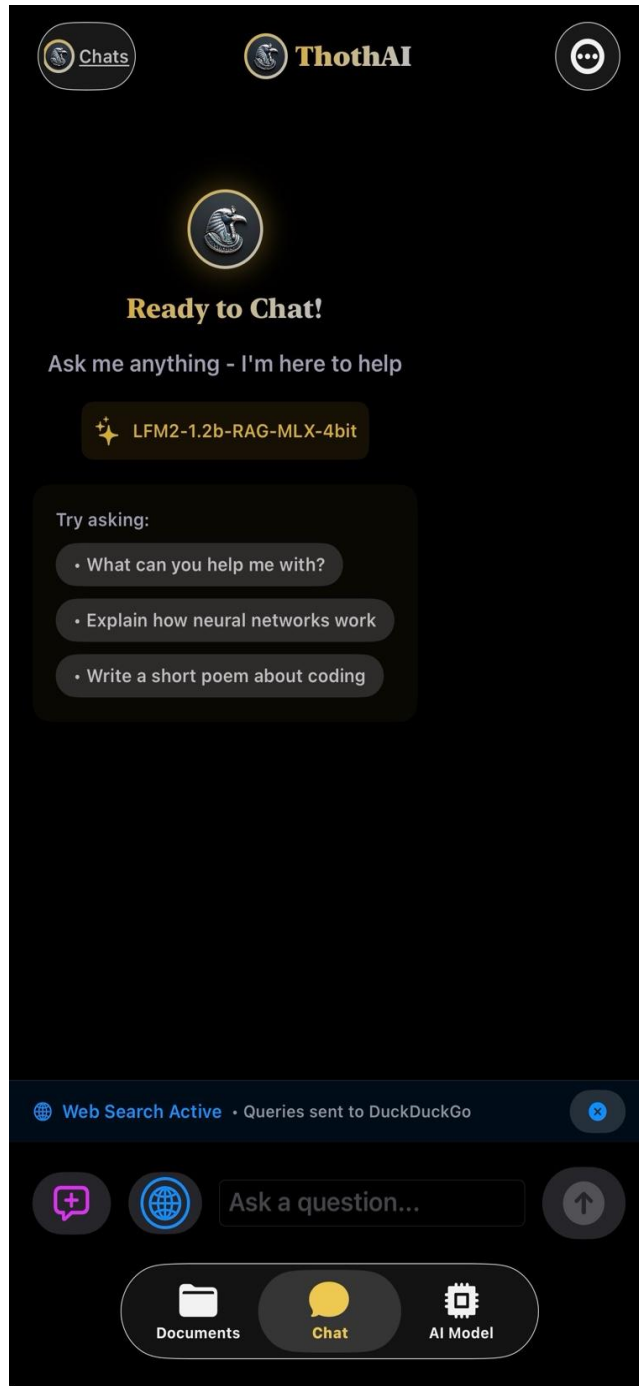 Chats
ThothAI
Ready to Chat!
Ask me anything - I'm here to help
LFM2-1.2b-RAG-MLX-4bit
Try asking:
• What can you help me with?
• Explain how neural networks work
• Write a short poem about coding
Web Search Active • Queries sent to DuckDuckGo
Ask a question...
Documents
Chat
AI Model